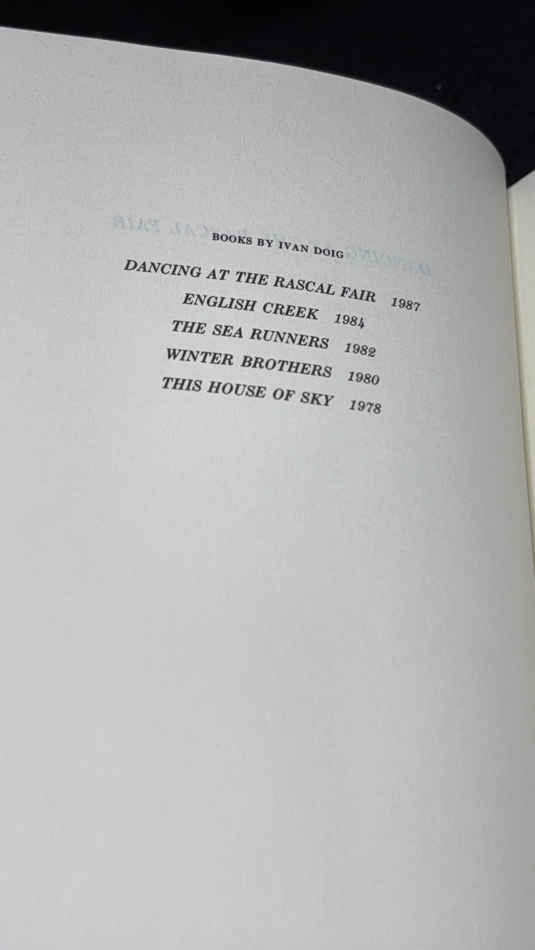 BOOKS BY IVAN DOIG
DANCING AT THE RASCAL FAIR 1987
ENGLISH CREEK 1984
THE SEA RUNNERS 1982
WINTER BROTHERS 1980
THIS HOUSE OF SKY 1978